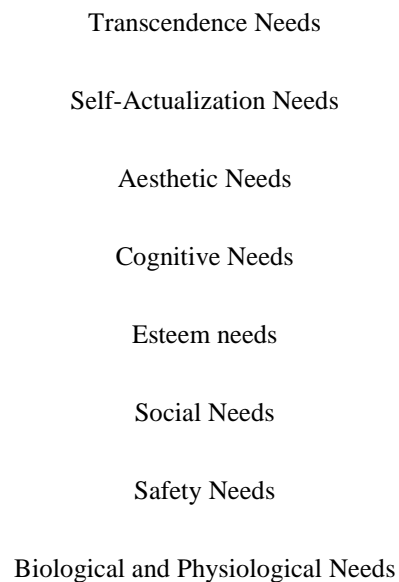 Transcendence Needs
Self-Actualization Needs
Aesthetic Needs
Cognitive Needs
Esteem needs
Social Needs
Safety Needs
Biological and Physiological Needs